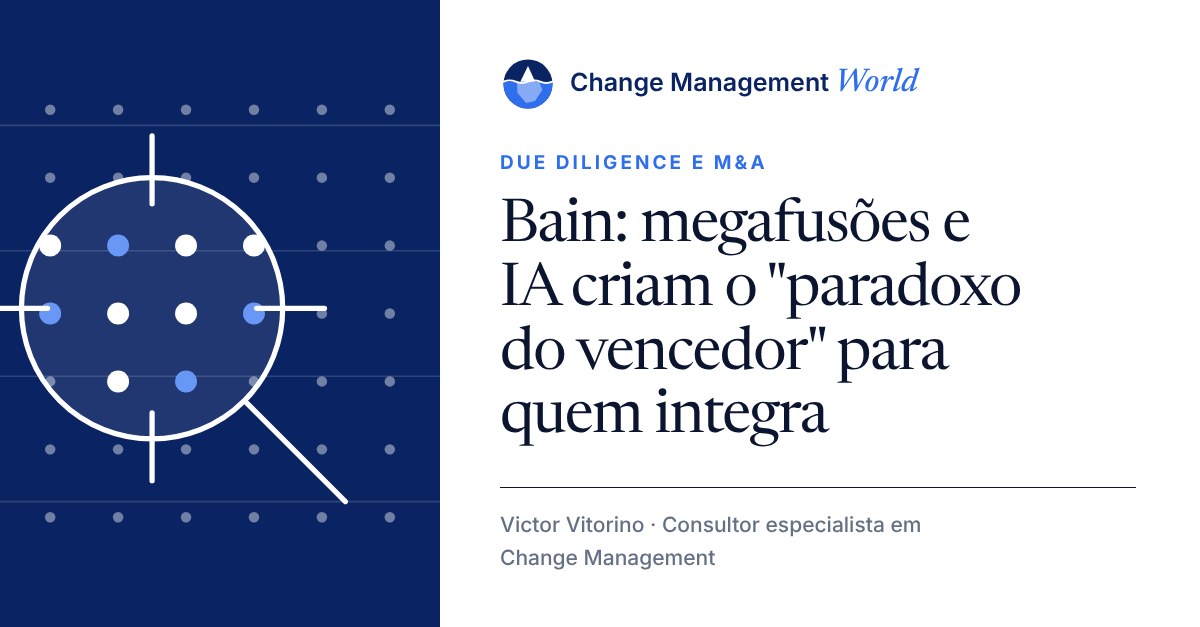 Change Management World
DUE DILIGENCE E M&A
Bain: megafusões e
IA criam o "paradoxo
do vencedor" para
quem integra
Victor Vitorino · Consultor especialista em
Change Management